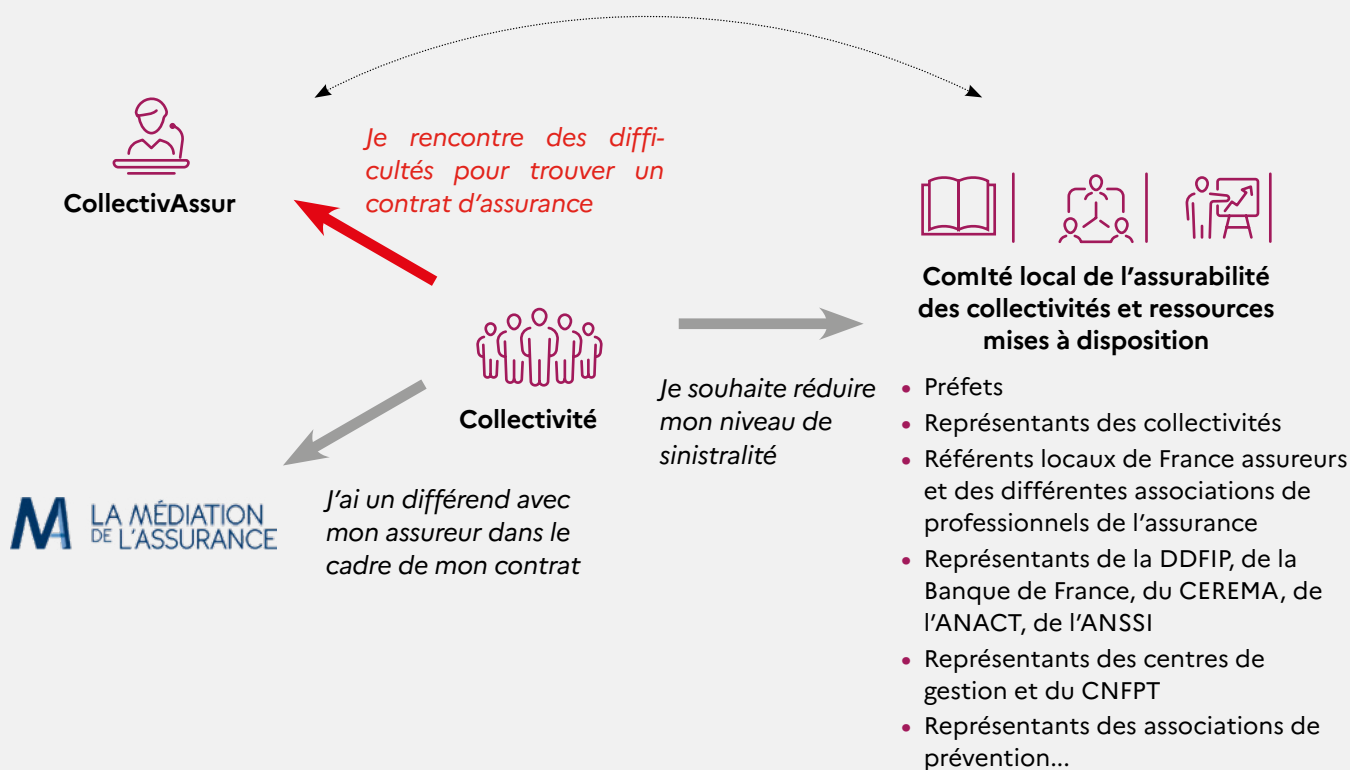 CollectivAssur
Je rencontre des diffi-
cultés pour trouver un
contrat d'assurance
Collectivité
Je souhaite réduire
mon niveau de
sinistralité
LA MÉDIATION
DE L'ASSURANCE
J'ai un différend avec
mon assureur dans le
cadre de mon contrat
ComIté local de l'assurabilité
des collectivités et ressources
mises à disposition
• Préfets
• Représentants des collectivités
• Référents locaux de France assureurs
et des différentes associations de
professionnels de l'assurance
• Représentants de la DDFIP, de la
Banque de France, du CEREMA, de
l'ANACT, de l'ANSSI
• Représentants des centres de
gestion et du CNFPT
• Représentants des associations de
prévention...